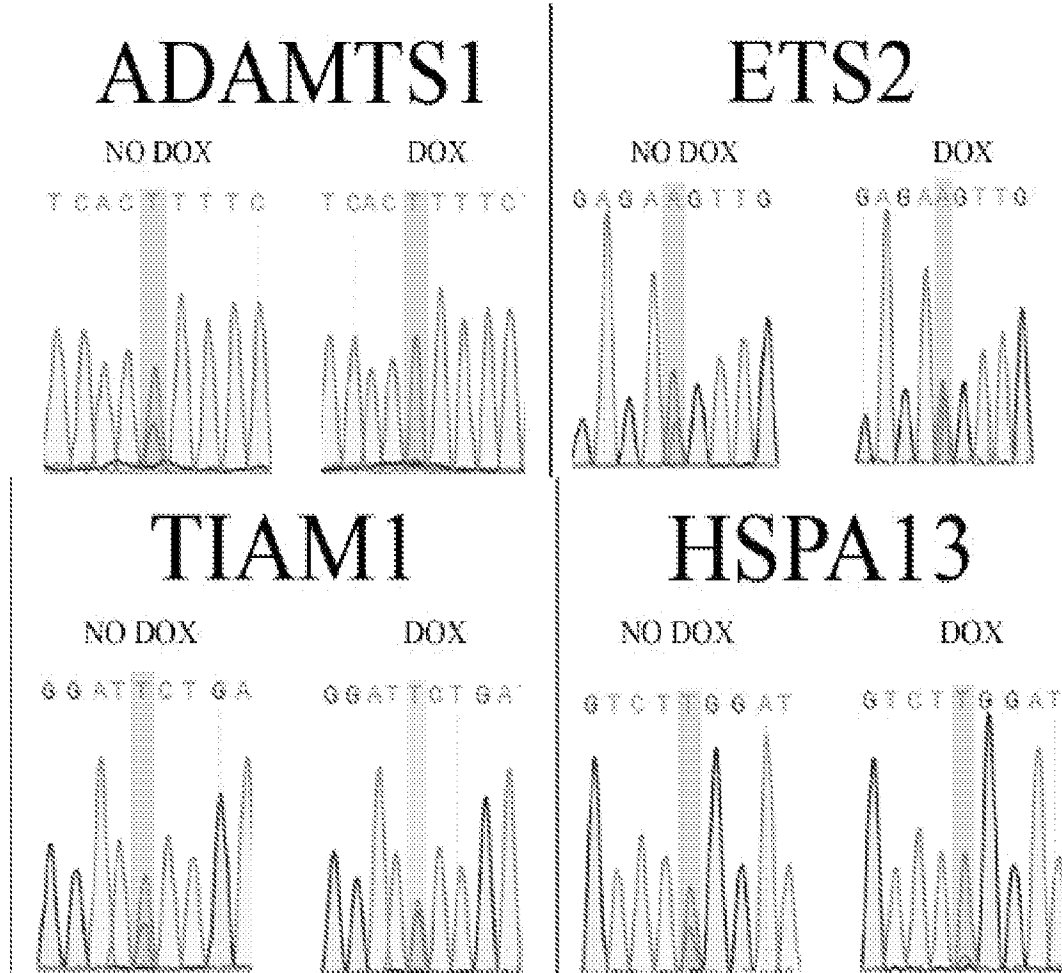 ADAMTS1
NO DOX
DOX
T C A C T T T T C
T C A C T T T T C
ETS2
NO DOX
DOX
G A G A A G T T G
G A G A A G T T G
TIAM1
NO DOX
DOX
G G A T T C T G A
G G A T T C T G A
HSPA13
NO DOX
DOX
G T C T T G G A T
G T C T T G G A T